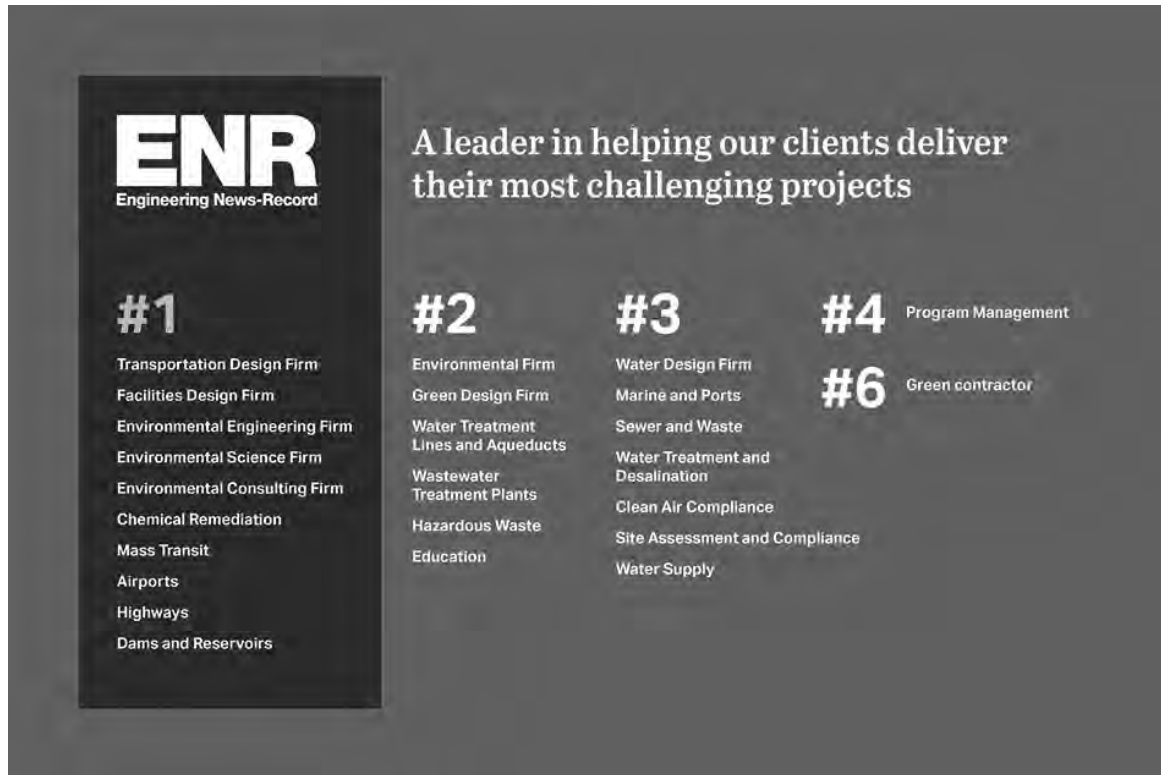 ENR
Engineering News-Record
A leader in helping our clients deliver
their most challenging projects
#1
Transportation Design Firm
Facilities Design Firm
Environmental Engineering Firm
Environmental Science Firm
Environmental Consulting Firm
Chemical Remediation
Mass Transit
Airports
Highways
Dams and Reservoirs
#2
Environmental Firm
Green Design Firm
Water Treatment
Lines and Aqueducts
Wastewater
Treatment Plants
Hazardous Waste
Education
#3
Water Design Firm
Marine and Ports
Sewer and Waste
Water Treatment and
Desalination
Clean Air Compliance
Site Assessment and Compliance
Water Supply
#4 Program Management
#6 Green contractor